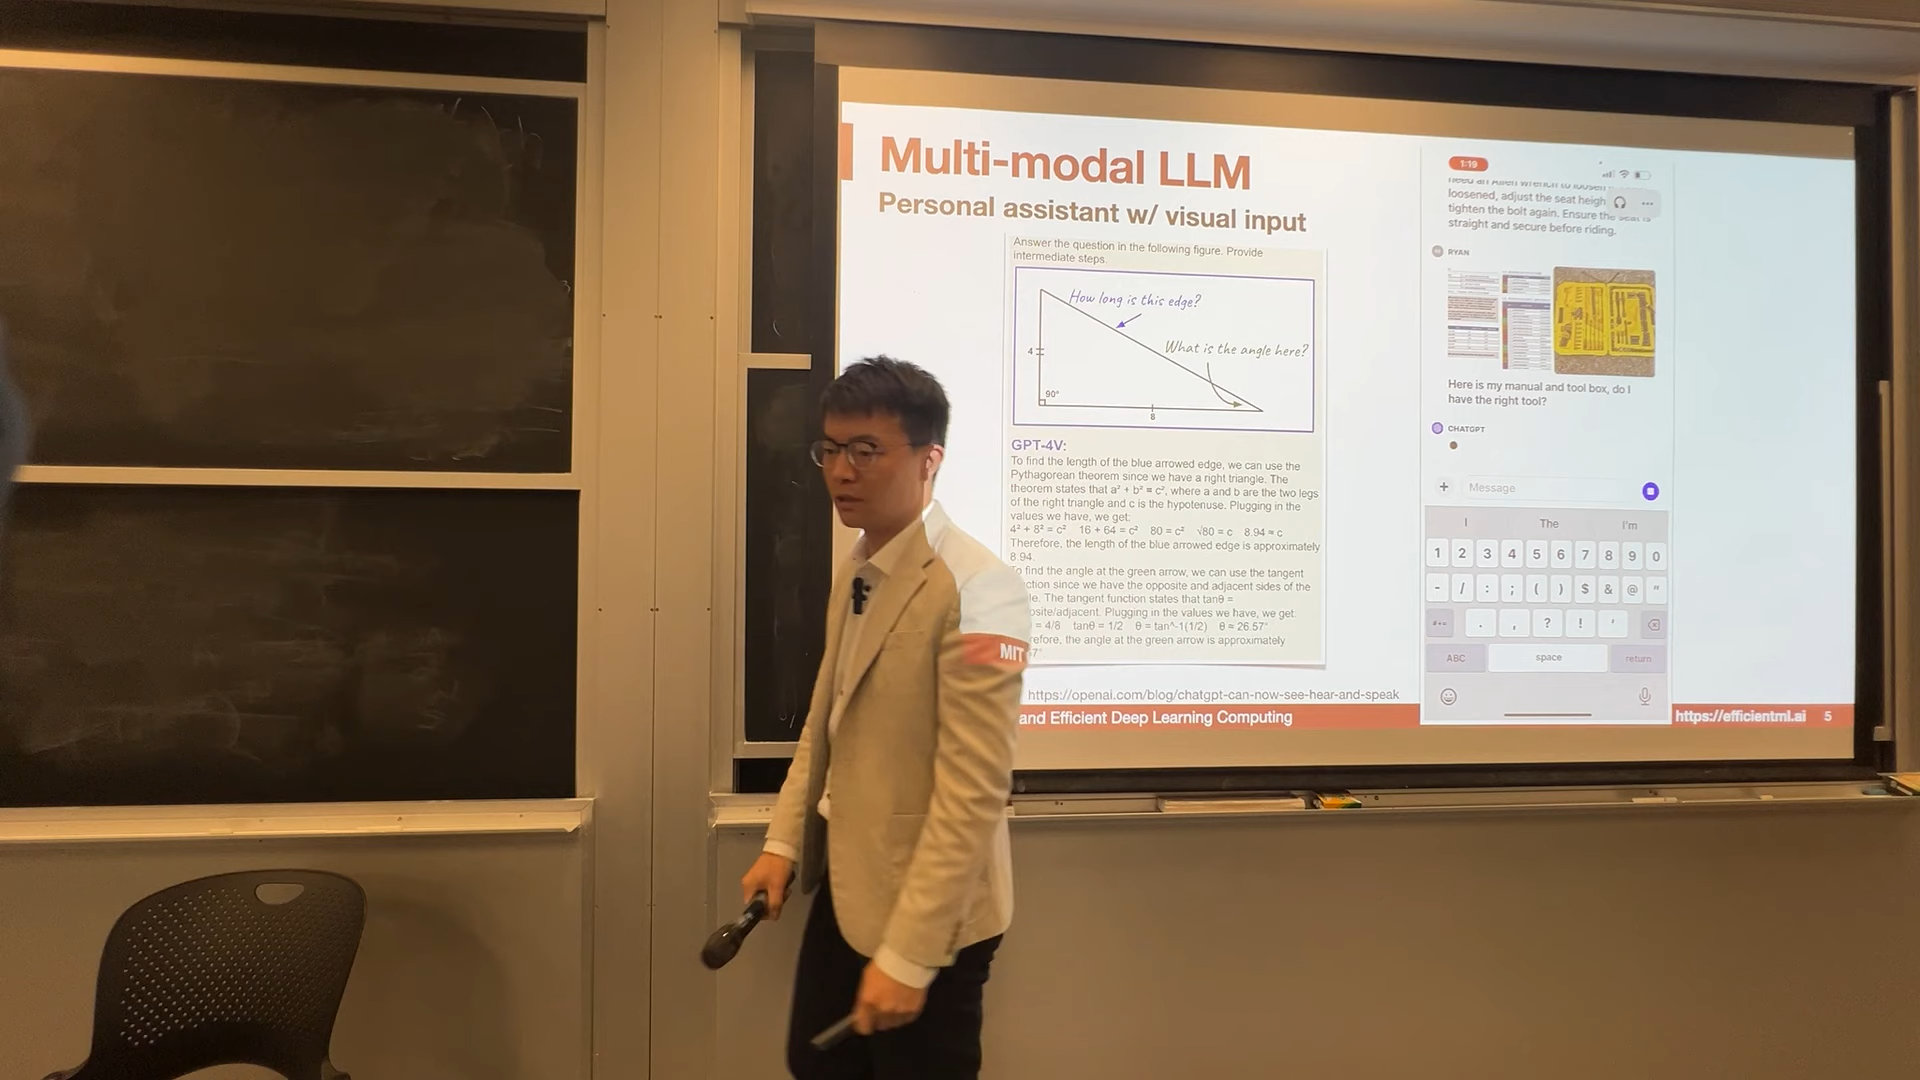 Multi-modal LLM
Personal assistant w/ visual input
Answer the question in the following figure. Provide
intermediate steps.
How long is this edge?
What is the angle here?
4
90°
8
GPT-4V:
To find the length of the blue arrowed edge, we can use the
Pythagorean theorem since we have a right triangle. The
theorem states that a² + b² = c², where a and b are the two legs
of the right triangle and c is the hypotenuse. Plugging in the
values we have, we get:
4² + 8² = c² 16 + 64 = c² 80 = c² √80 = c 8.94 ≈ c
Therefore, the length of the blue arrowed edge is approximately
8.94.
To find the angle at the green arrow, we can use the tangent
ction since we have the opposite and adjacent sides of the
le. The tangent function states that tanθ =
posite/adjacent. Plugging in the values we have, we get:
= 4/8 tanθ = 1/2 θ = tan^-1(1/2) θ ≈ 26.57°
refore, the angle at the green arrow is approximately
57°.
MIT
https://openai.com/blog/chatgpt-can-now-see-hear-and-speak
and Efficient Deep Learning Computing
https://efficientml.ai 5
1:19
need an Allen wrench to loosen
loosened, adjust the seat heigh
tighten the bolt again. Ensure the seat is
straight and secure before riding.
RYAN
Here is my manual and tool box, do I
have the right tool?
CHATGPT
+ Message
I The I'm
1 2 3 4 5 6 7 8 9 0
- / : ; ( ) $ & @ "
#+= . , ? ! '
ABC space return